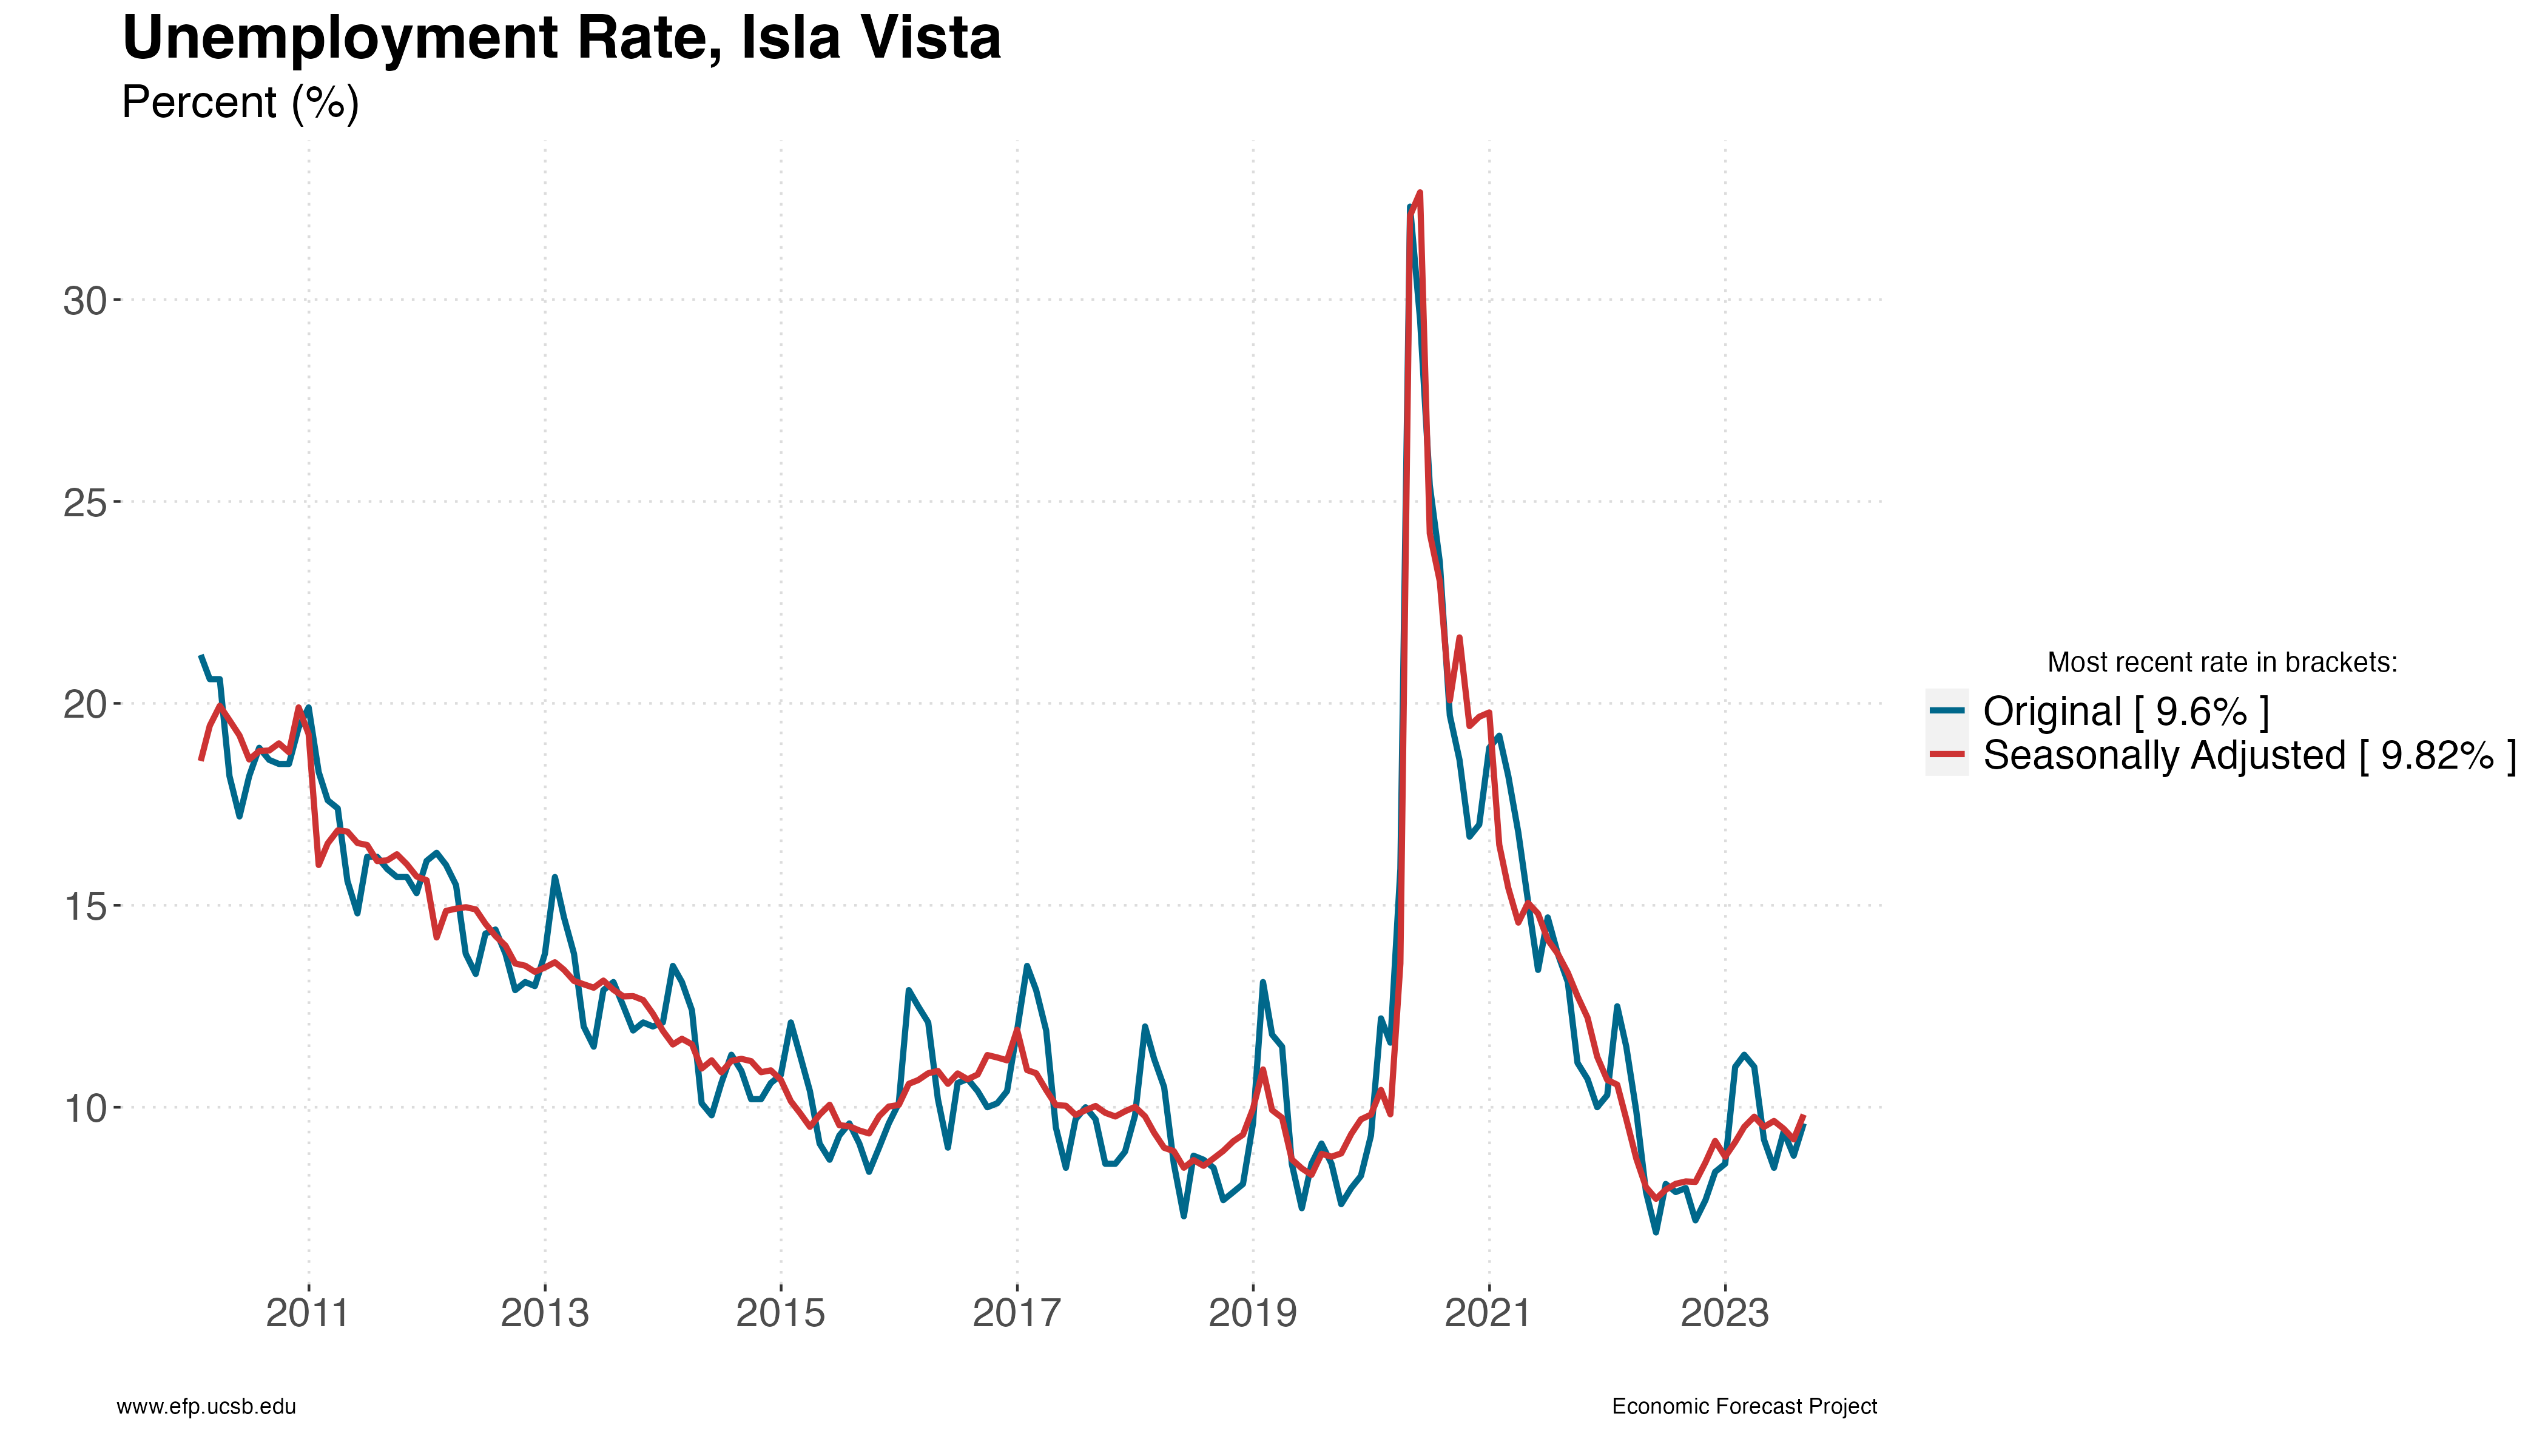 Unemployment Rate, Isla Vista
Percent (%)
30
25
20
15
10
2011 2013 2015 2017 2019 2021 2023
Most recent rate in brackets:
Original [ 9.6% ]
Seasonally Adjusted [ 9.82% ]
www.efp.ucsb.edu
Economic Forecast Project